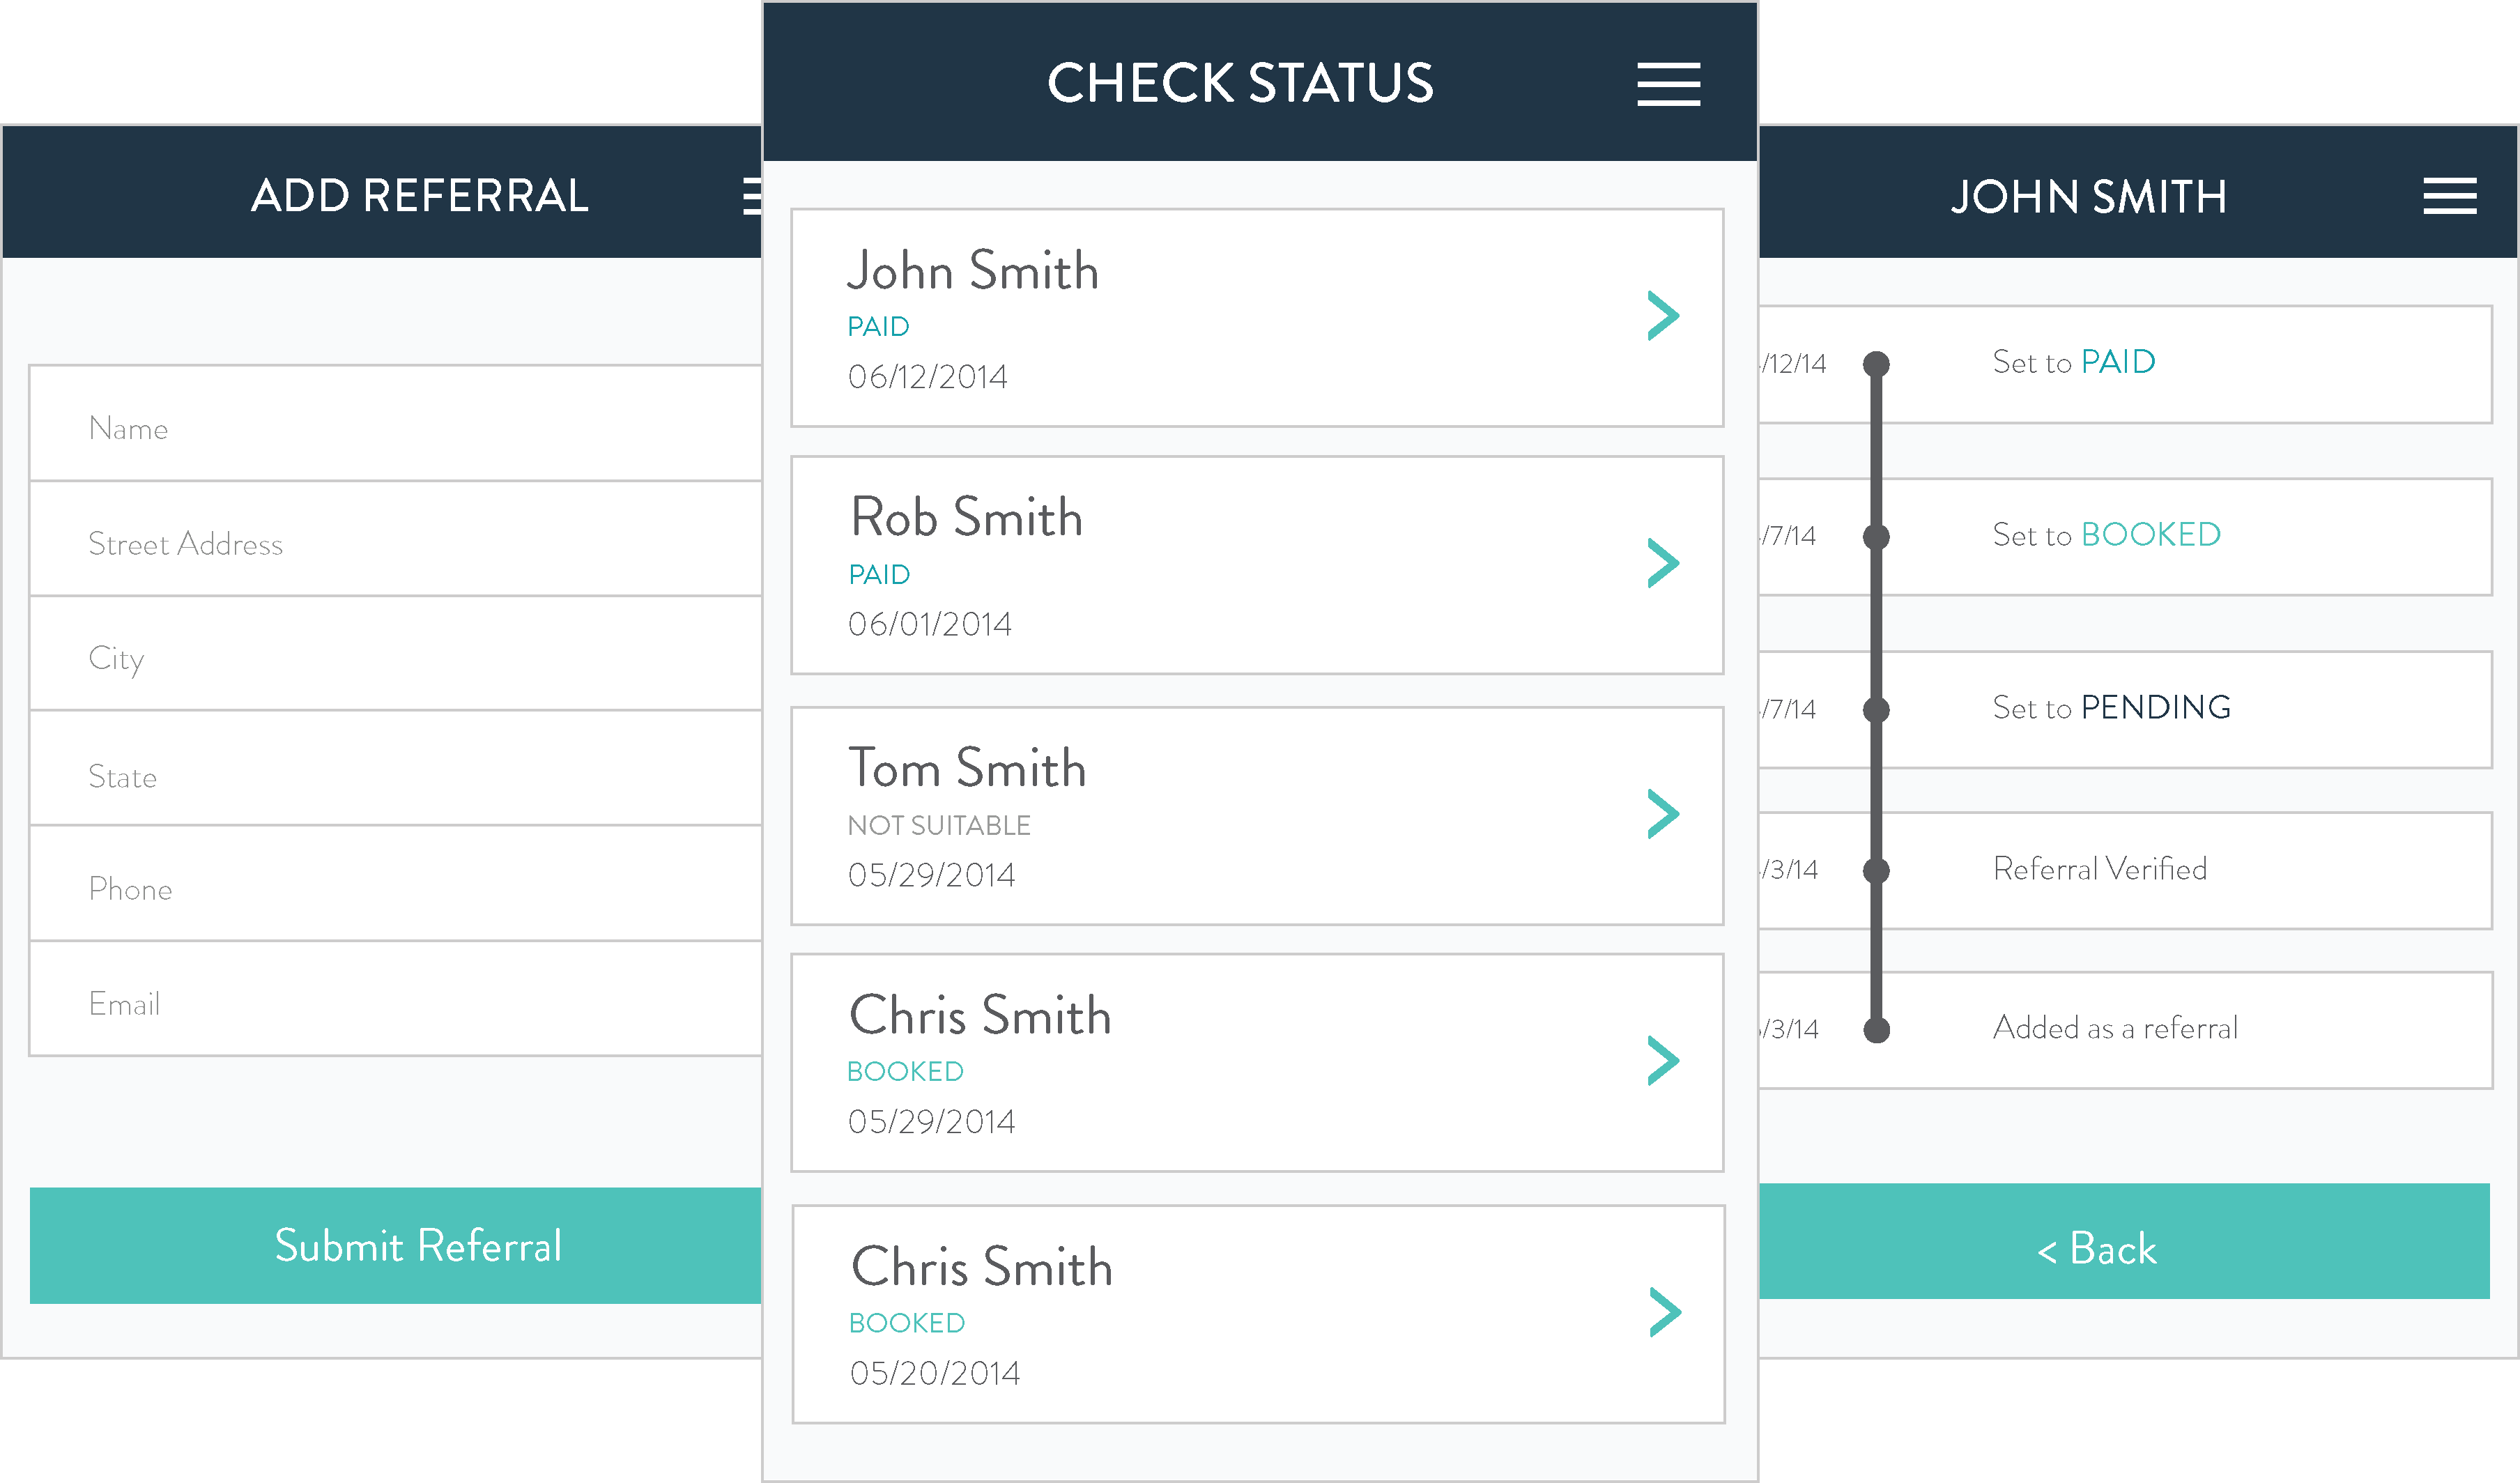 ADD REFERRAL
Name
Street Address
City
State
Phone
Email
Submit Referral
CHECK STATUS
John Smith
PAID
06/12/2014
Rob Smith
PAID
06/01/2014
Tom Smith
NOT SUITABLE
05/29/2014
Chris Smith
BOOKED
05/29/2014
Chris Smith
BOOKED
05/20/2014
JOHN SMITH
/12/14 Set to PAID
/7/14 Set to BOOKED
/7/14 Set to PENDING
/3/14 Referral Verified
/3/14 Added as a referral
< Back